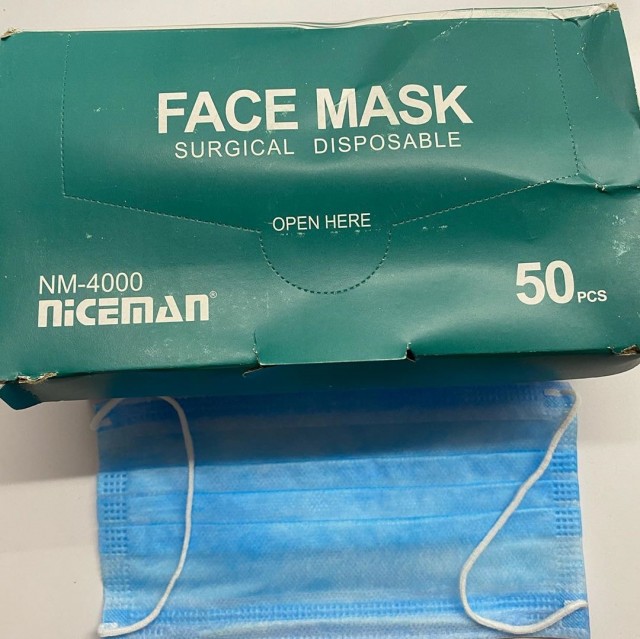 FACE MASK
SURGICAL DISPOSABLE
OPEN HERE
NM-4000
NICEMAN®
50 PCS